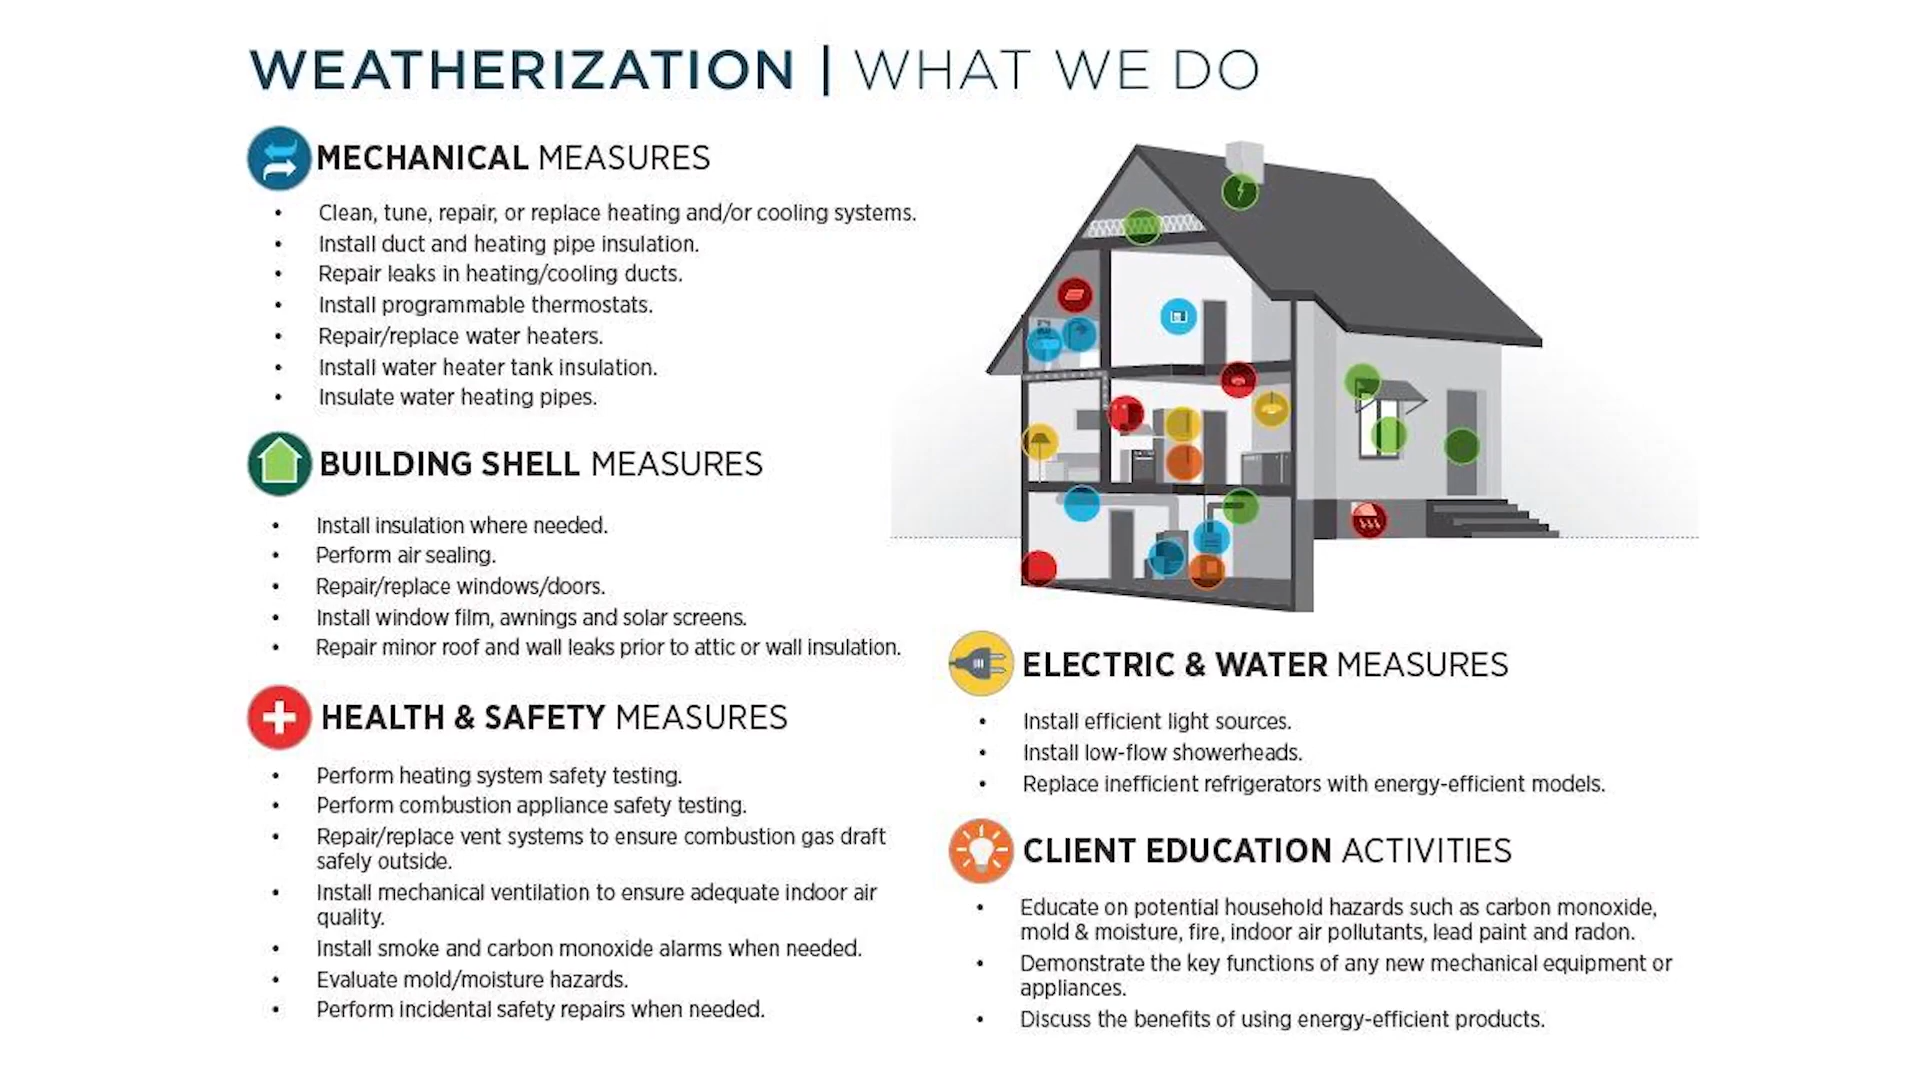 WEATHERIZATION | WHAT WE DO
MECHANICAL MEASURES
• Clean, tune, repair, or replace heating and/or cooling systems.
• Install duct and heating pipe insulation.
• Repair leaks in heating/cooling ducts.
• Install programmable thermostats.
• Repair/replace water heaters.
• Install water heater tank insulation.
• Insulate water heating pipes.
BUILDING SHELL MEASURES
• Install insulation where needed.
• Perform air sealing.
• Repair/replace windows/doors.
• Install window film, awnings and solar screens.
• Repair minor roof and wall leaks prior to attic or wall insulation.
HEALTH & SAFETY MEASURES
• Perform heating system safety testing.
• Perform combustion appliance safety testing.
• Repair/replace vent systems to ensure combustion gas draft
safely outside.
• Install mechanical ventilation to ensure adequate indoor air
quality.
• Install smoke and carbon monoxide alarms when needed.
• Evaluate mold/moisture hazards.
• Perform incidental safety repairs when needed.
ELECTRIC & WATER MEASURES
• Install efficient light sources.
• Install low-flow showerheads.
• Replace inefficient refrigerators with energy-efficient models.
CLIENT EDUCATION ACTIVITIES
• Educate on potential household hazards such as carbon monoxide,
mold & moisture, fire, indoor air pollutants, lead paint and radon.
• Demonstrate the key functions of any new mechanical equipment or
appliances.
• Discuss the benefits of using energy-efficient products.